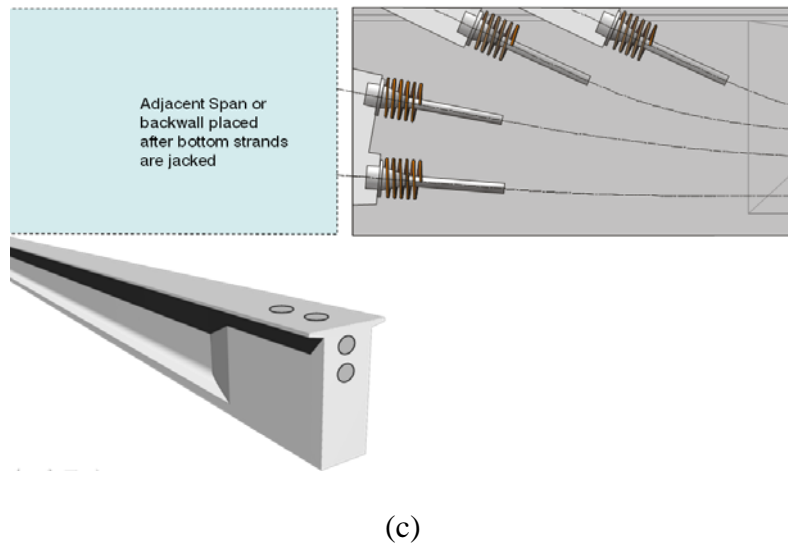 Adjacent Span or
backwall placed
after bottom strands
are jacked
(c)